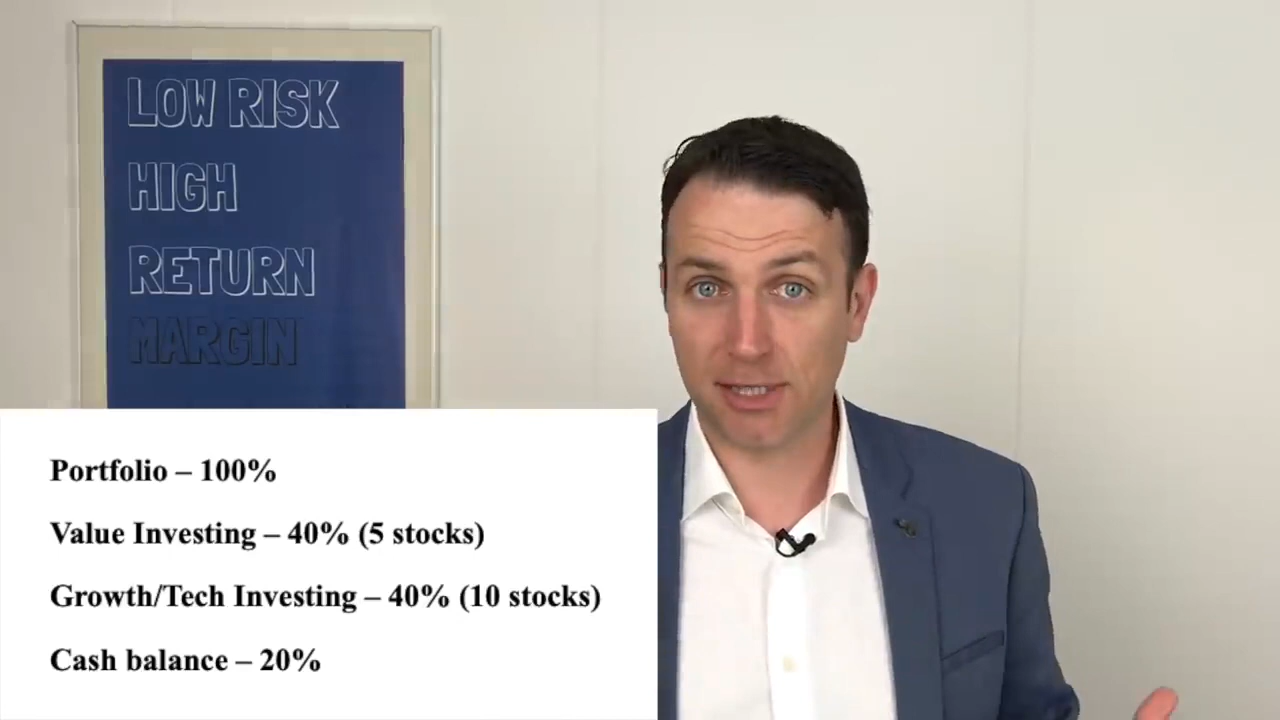 LOW RISK
HIGH
RETURN
MARGIN
Portfolio – 100%
Value Investing – 40% (5 stocks)
Growth/Tech Investing – 40% (10 stocks)
Cash balance – 20%